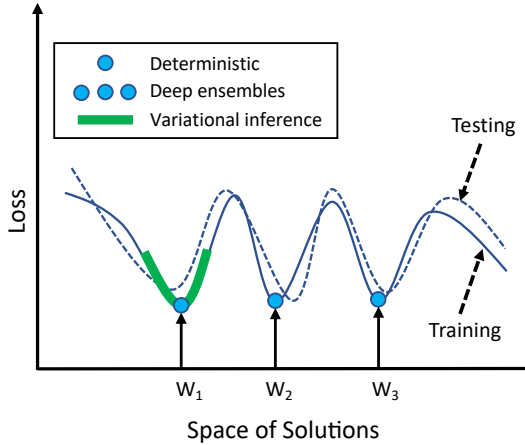 Deterministic
Deep ensembles
Variational inference
Testing
Loss
Training
W1 W2 W3
Space of Solutions